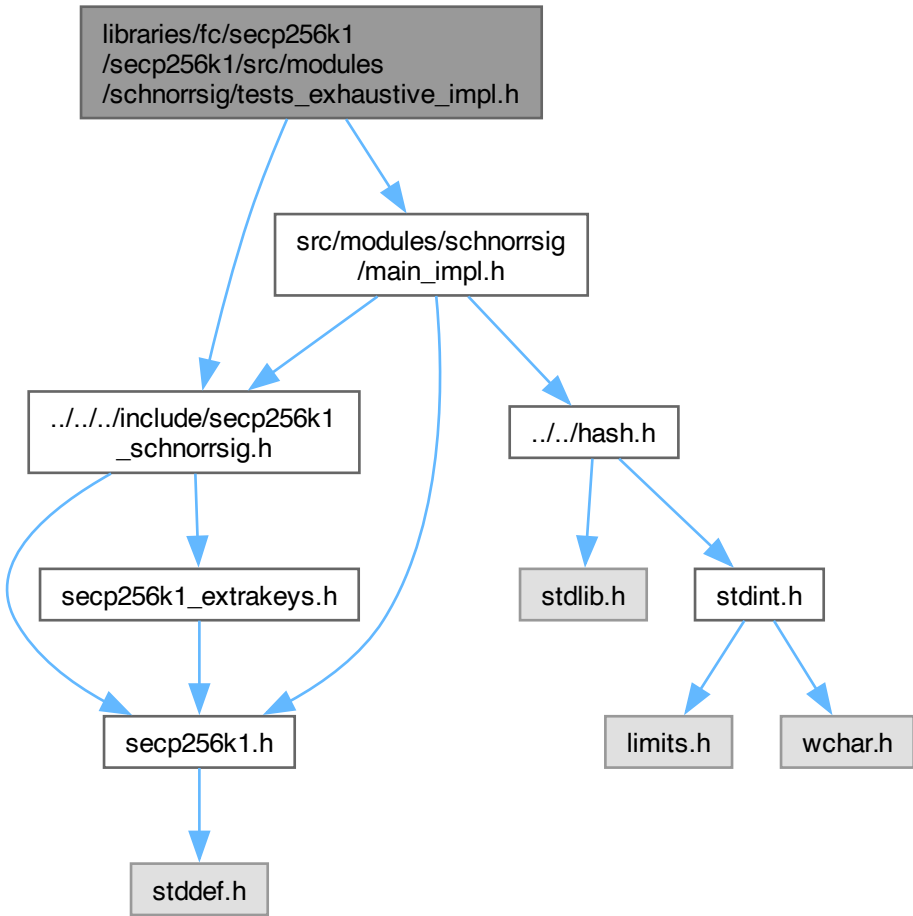 libraries/fc/secp256k1
/secp256k1/src/modules
/schnorrsig/tests_exhaustive_impl.h
src/modules/schnorrsig
/main_impl.h
../../../include/secp256k1
_schnorrsig.h
../../hash.h
secp256k1_extrakeys.h
stdlib.h
stdint.h
secp256k1.h
limits.h
wchar.h
stddef.h